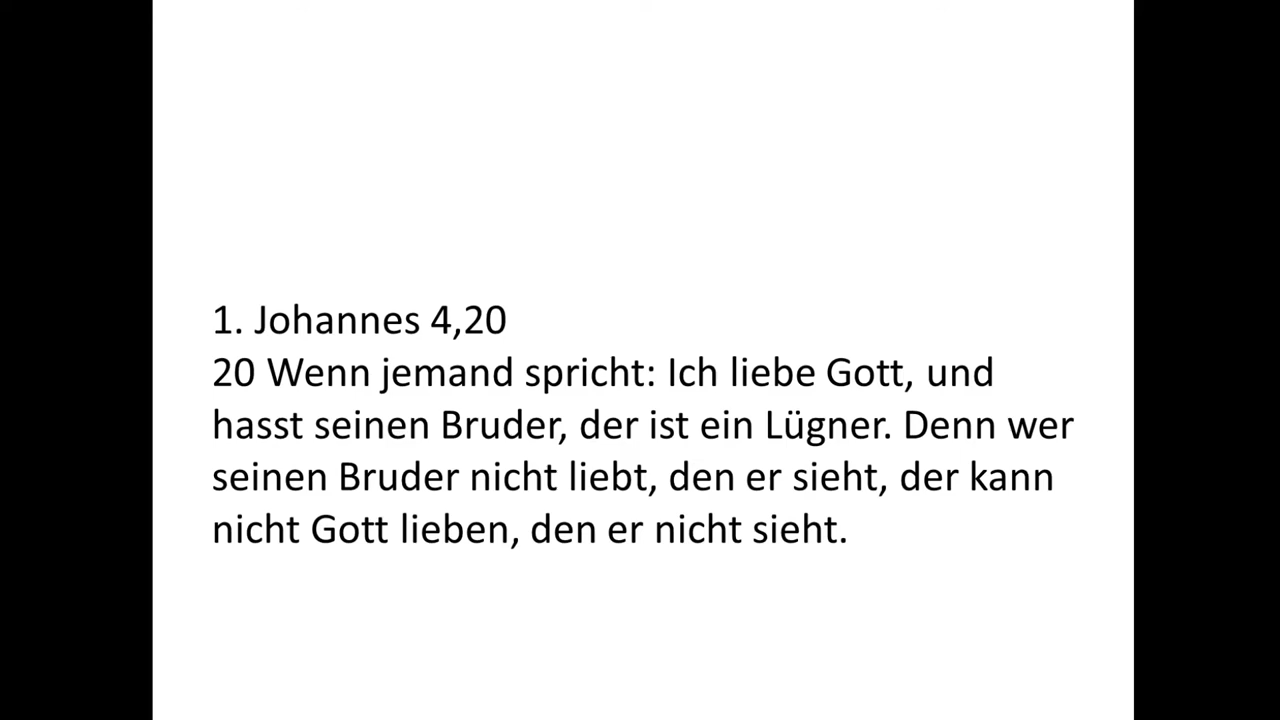 1. Johannes 4,20
20 Wenn jemand spricht: Ich liebe Gott, und
hasst seinen Bruder, der ist ein Lügner. Denn wer
seinen Bruder nicht liebt, den er sieht, der kann
nicht Gott lieben, den er nicht sieht.